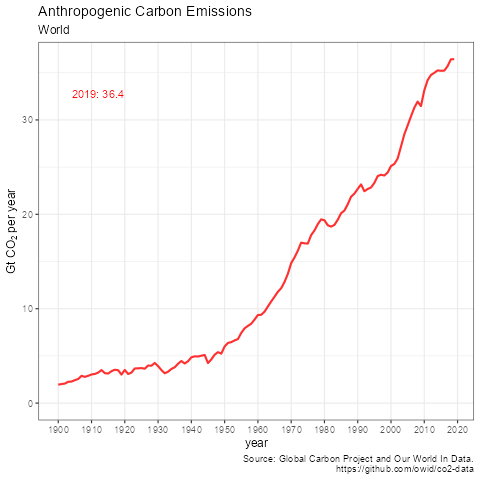 Anthropogenic Carbon Emissions
World
2019: 36.4
30
20
10
0
Gt CO₂ per year
1900 1910 1920 1930 1940 1950 1960 1970 1980 1990 2000 2010 2020
year
Source: Global Carbon Project and Our World In Data.
https://github.com/owid/co2-data